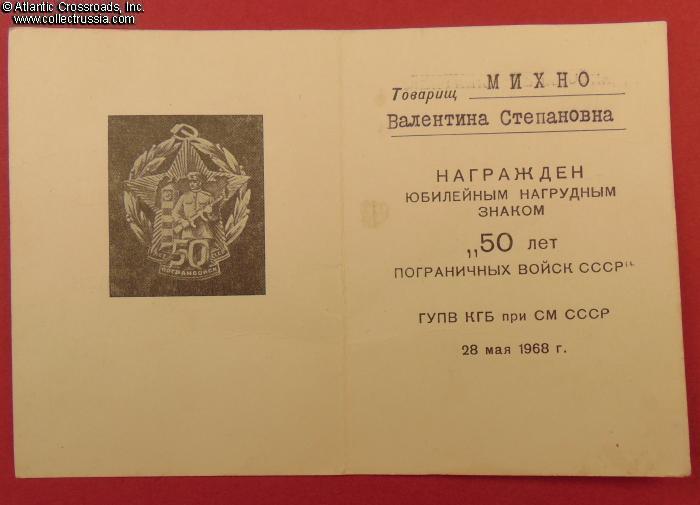 © Atlantic Crossroads, Inc.
www.collectrussia.com
50
ПОГРАНВОЙСК
Товарищ МИХНО
Валентина Степановна
НАГРАЖДЕН
ЮБИЛЕЙНЫМ НАГРУДНЫМ
ЗНАКОМ
„50 лет
ПОГРАНИЧНЫХ ВОЙСК СССР"
ГУПВ КГБ при СМ СССР
28 мая 1968 г.